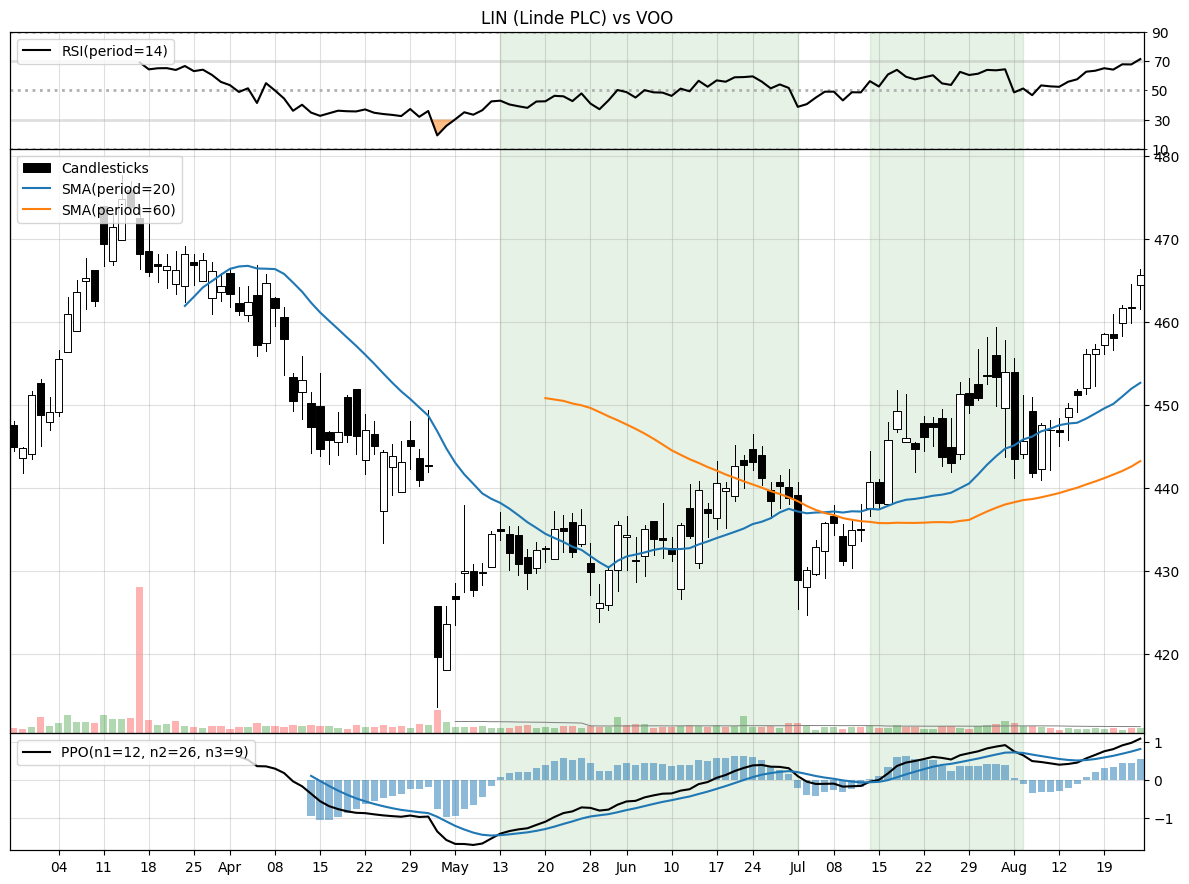 LIN (Linde PLC) vs VOO
RSI(period=14)
90
70
50
30
10
Candlesticks
SMA(period=20)
SMA(period=60)
480
470
460
450
440
430
420
PPO(n1=12, n2=26, n3=9)
1
0
−1
04 11 18 25 Apr 08 15 22 29 May 13 20 28 Jun 10 17 24 Jul 08 15 22 29 Aug 12 19